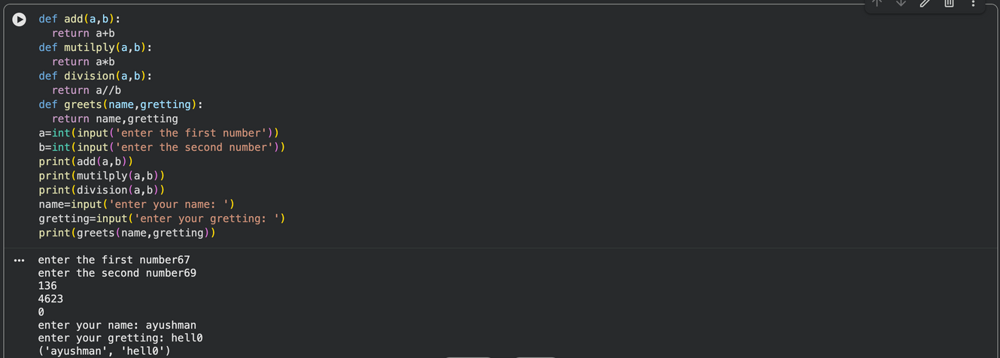 def add(a,b):
  return a+b
def mutilply(a,b):
  return a*b
def division(a,b):
  return a//b
def greets(name,gretting):
  return name,gretting
a=int(input('enter the first number'))
b=int(input('enter the second number'))
print(add(a,b))
print(mutilply(a,b))
print(division(a,b))
name=input('enter your name: ')
gretting=input('enter your gretting: ')
print(greets(name,gretting))
enter the first number67
enter the second number69
136
4623
0
enter your name: ayushman
enter your gretting: hell0
('ayushman', 'hell0')